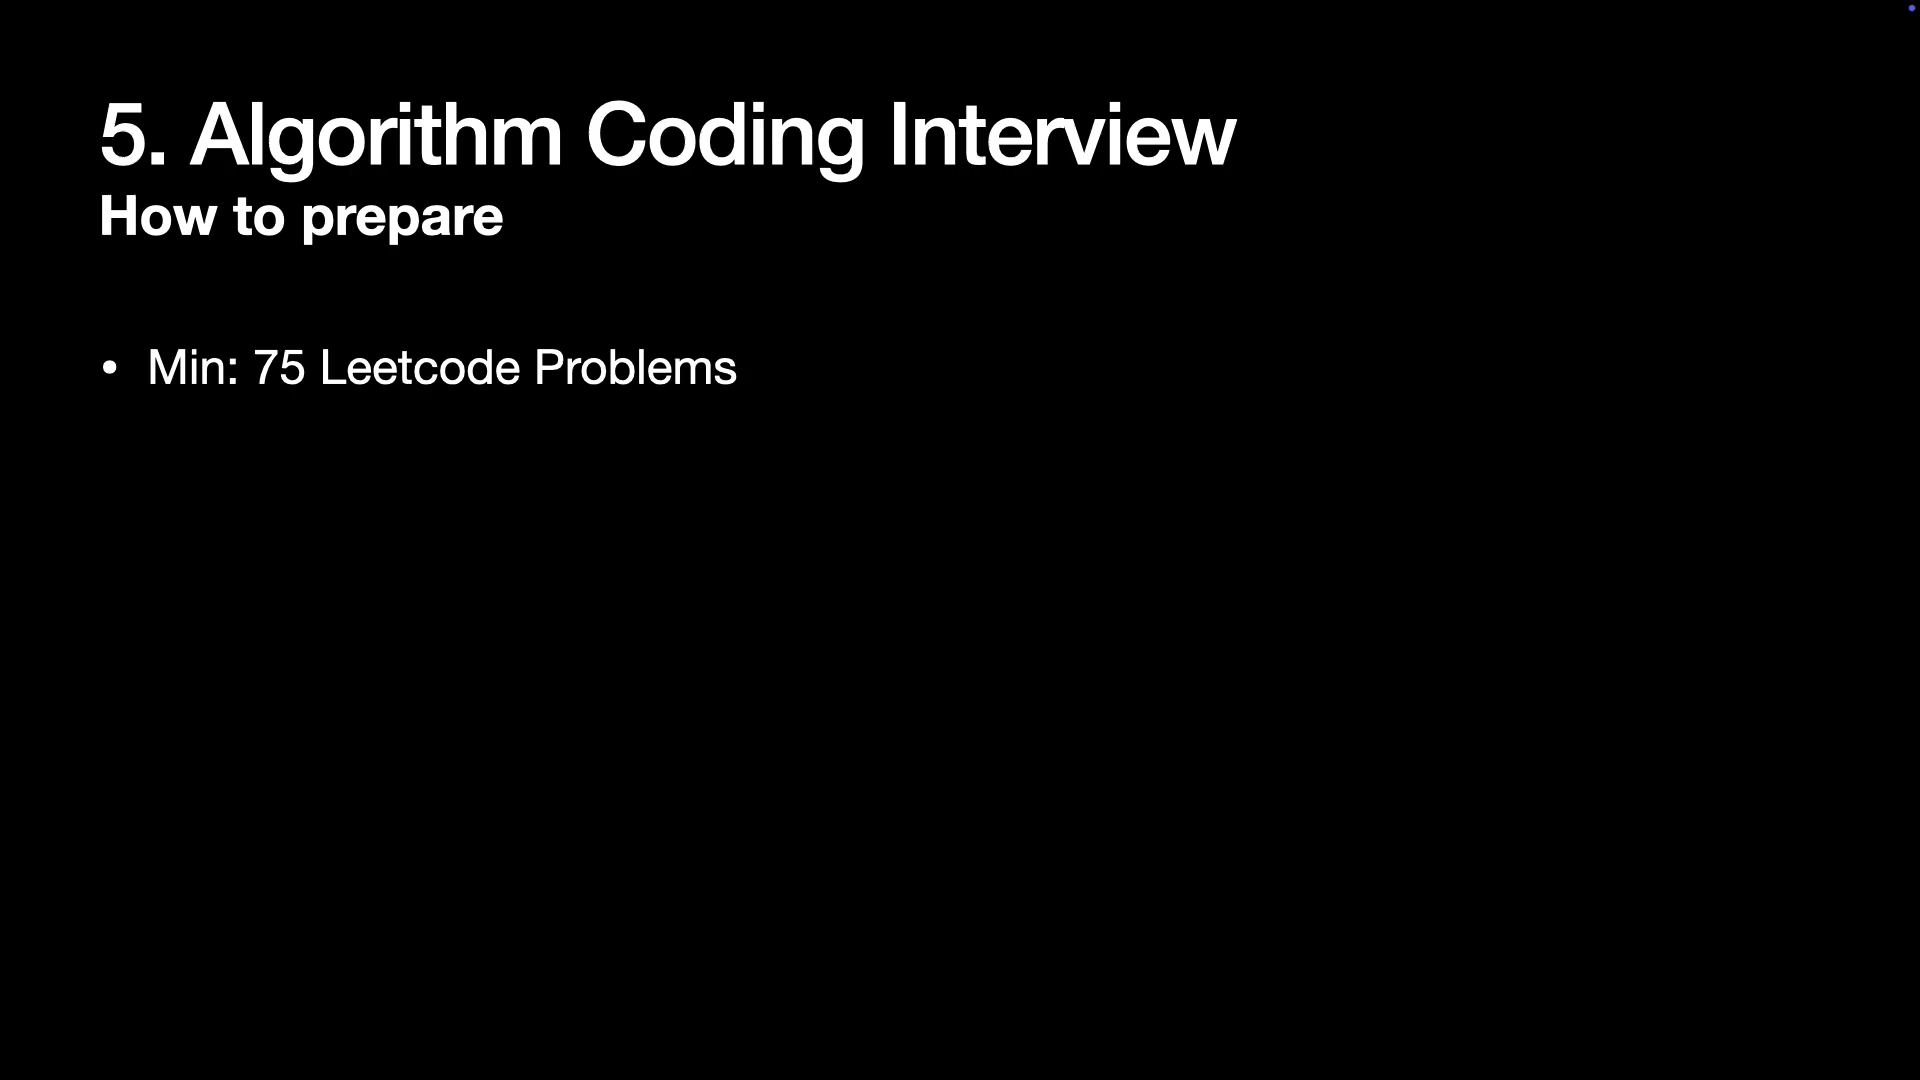 5. Algorithm Coding Interview
How to prepare
• Min: 75 Leetcode Problems